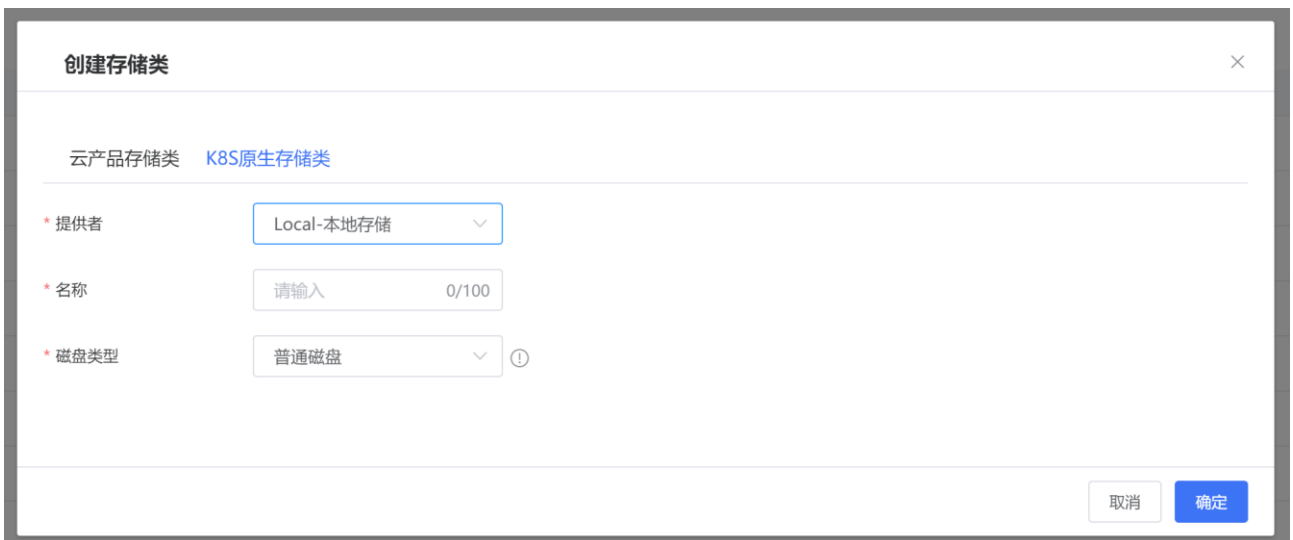 创建存储类
云产品存储类 K8S原生存储类
* 提供者 Local-本地存储
* 名称 请输入 0/100
* 磁盘类型 普通磁盘
取消 确定